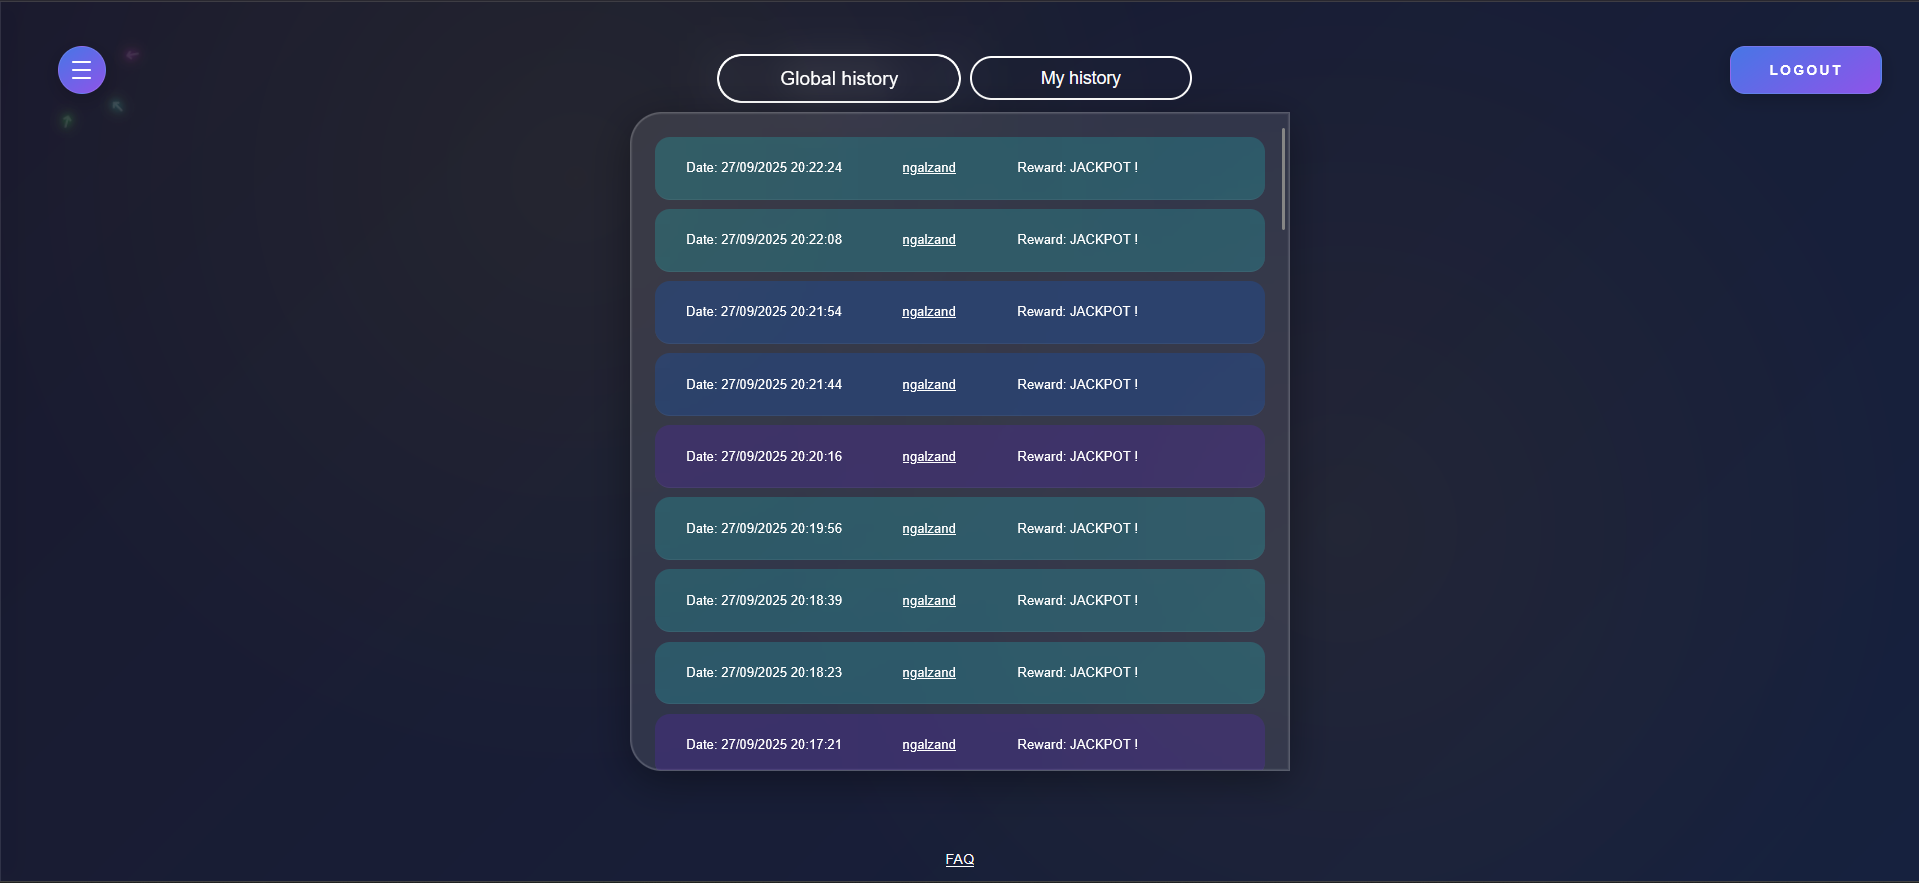 Global history
My history
LOGOUT
Date: 27/09/2025 20:22:24 ngalzand Reward: JACKPOT !
Date: 27/09/2025 20:22:08 ngalzand Reward: JACKPOT !
Date: 27/09/2025 20:21:54 ngalzand Reward: JACKPOT !
Date: 27/09/2025 20:21:44 ngalzand Reward: JACKPOT !
Date: 27/09/2025 20:20:16 ngalzand Reward: JACKPOT !
Date: 27/09/2025 20:19:56 ngalzand Reward: JACKPOT !
Date: 27/09/2025 20:18:39 ngalzand Reward: JACKPOT !
Date: 27/09/2025 20:18:23 ngalzand Reward: JACKPOT !
Date: 27/09/2025 20:17:21 ngalzand Reward: JACKPOT !
FAQ